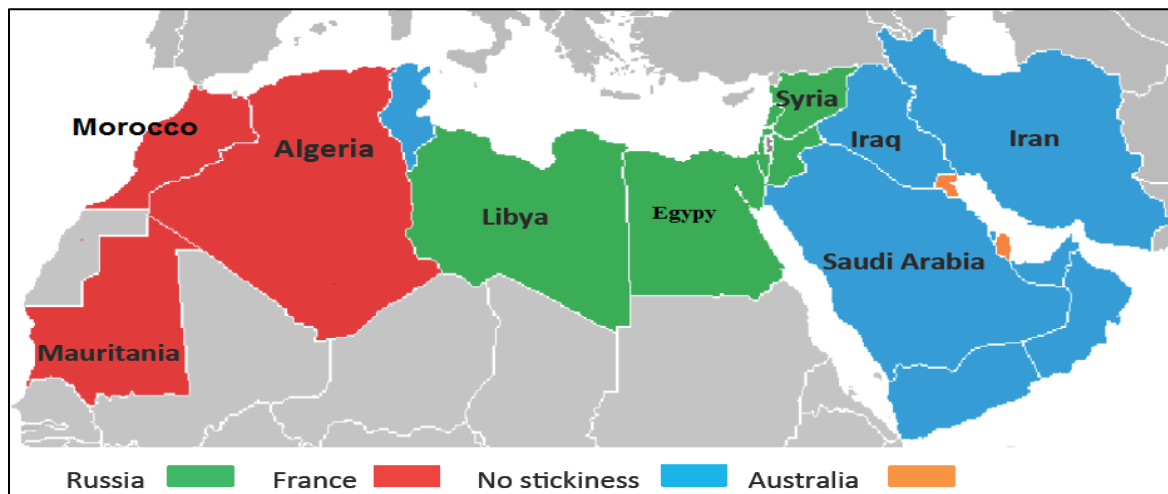 Syria
Morocco
Algeria
Iraq
Iran
Libya
Egypy
Saudi Arabia
Mauritania
Russia France No stickiness Australia